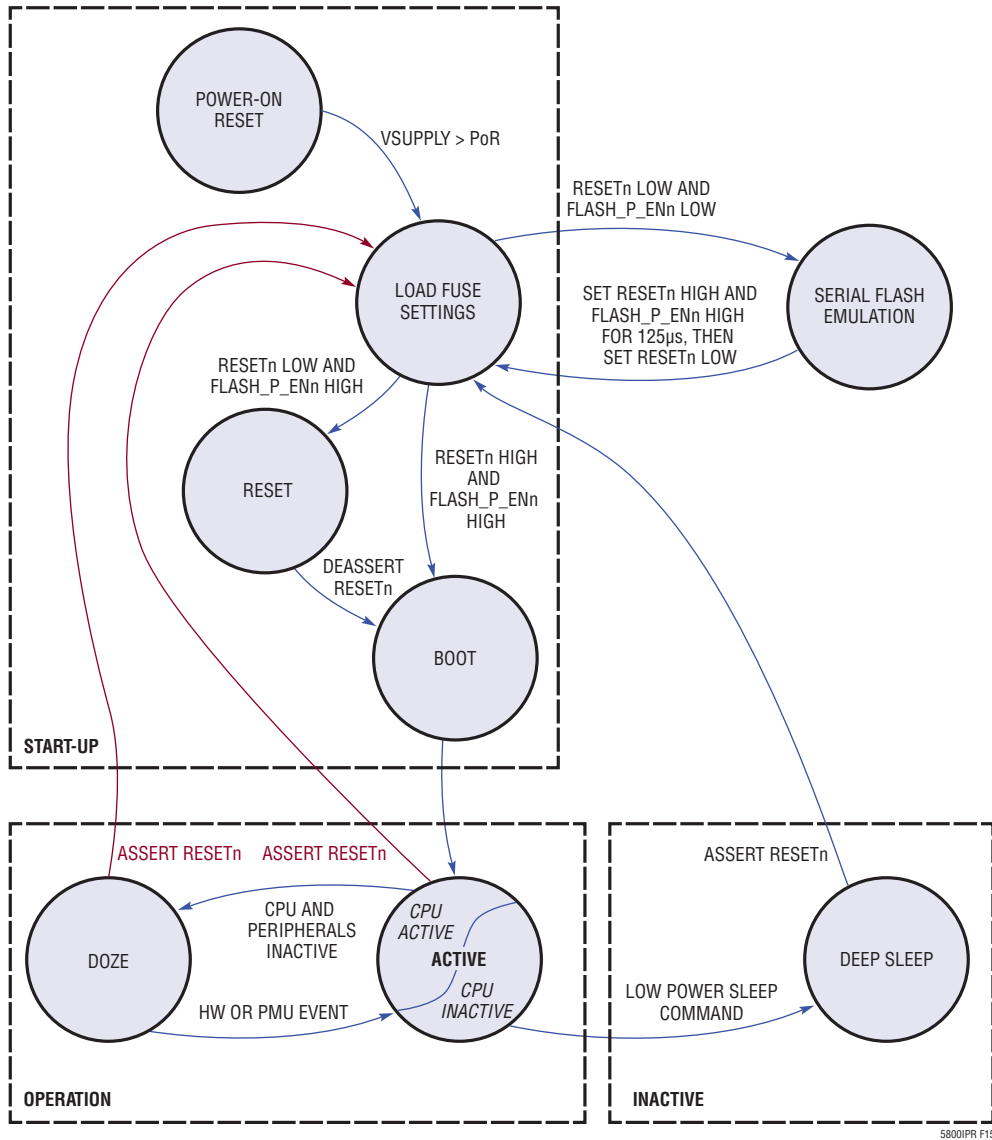 POWER-ON
RESET
VSUPPLY > PoR
RESETn LOW AND
FLASH_P_ENn LOW
LOAD FUSE
SETTINGS
SET RESETn HIGH AND
FLASH_P_ENn HIGH
FOR 125µs, THEN
SET RESETn LOW
SERIAL FLASH
EMULATION
RESETn LOW AND
FLASH_P_ENn HIGH
RESET
RESETn HIGH
AND
FLASH_P_ENn
HIGH
DEASSERT
RESETn
BOOT
START-UP
ASSERT RESETn
ASSERT RESETn
ASSERT RESETn
CPU AND
PERIPHERALS
INACTIVE
DOZE
CPU
ACTIVE
ACTIVE
CPU
INACTIVE
HW OR PMU EVENT
LOW POWER SLEEP
COMMAND
DEEP SLEEP
OPERATION
INACTIVE
5800IPR F15